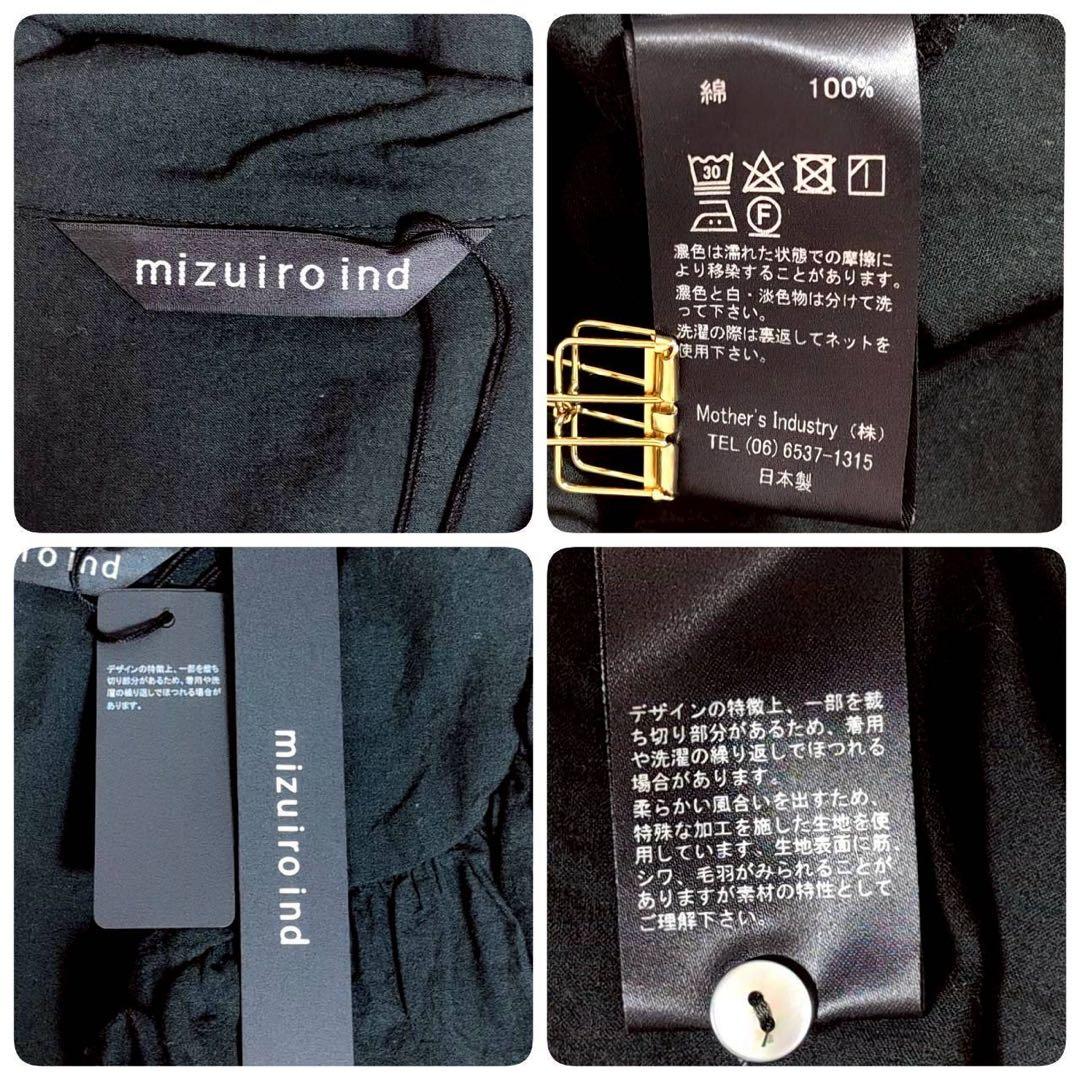 mizuiro ind
綿 100%
30
F
濃色は濡れた状態での摩擦に
より移染することがあります。
濃色と白・淡色物は分けて洗
って下さい。
洗濯の際は裏返してネットを
使用下さい。
Mother's Industry (株)
TEL (06) 6537-1315
日本製
ro ind
デザインの特徴上、一部を裁ち
切り部分があるため、着用や洗
濯の繰り返しでほつれる場合が
あります。
mizuiro ind
デザインの特徴上、一部を裁
ち切り部分があるため、着用
や洗濯の繰り返しでほつれる
場合があります。
柔らかい風合いを出すため、
特殊な加工を施した生地を使
用しています。生地表面に筋、
シワ、毛羽がみられることが
ありますが素材の特性として
ご理解下さい。